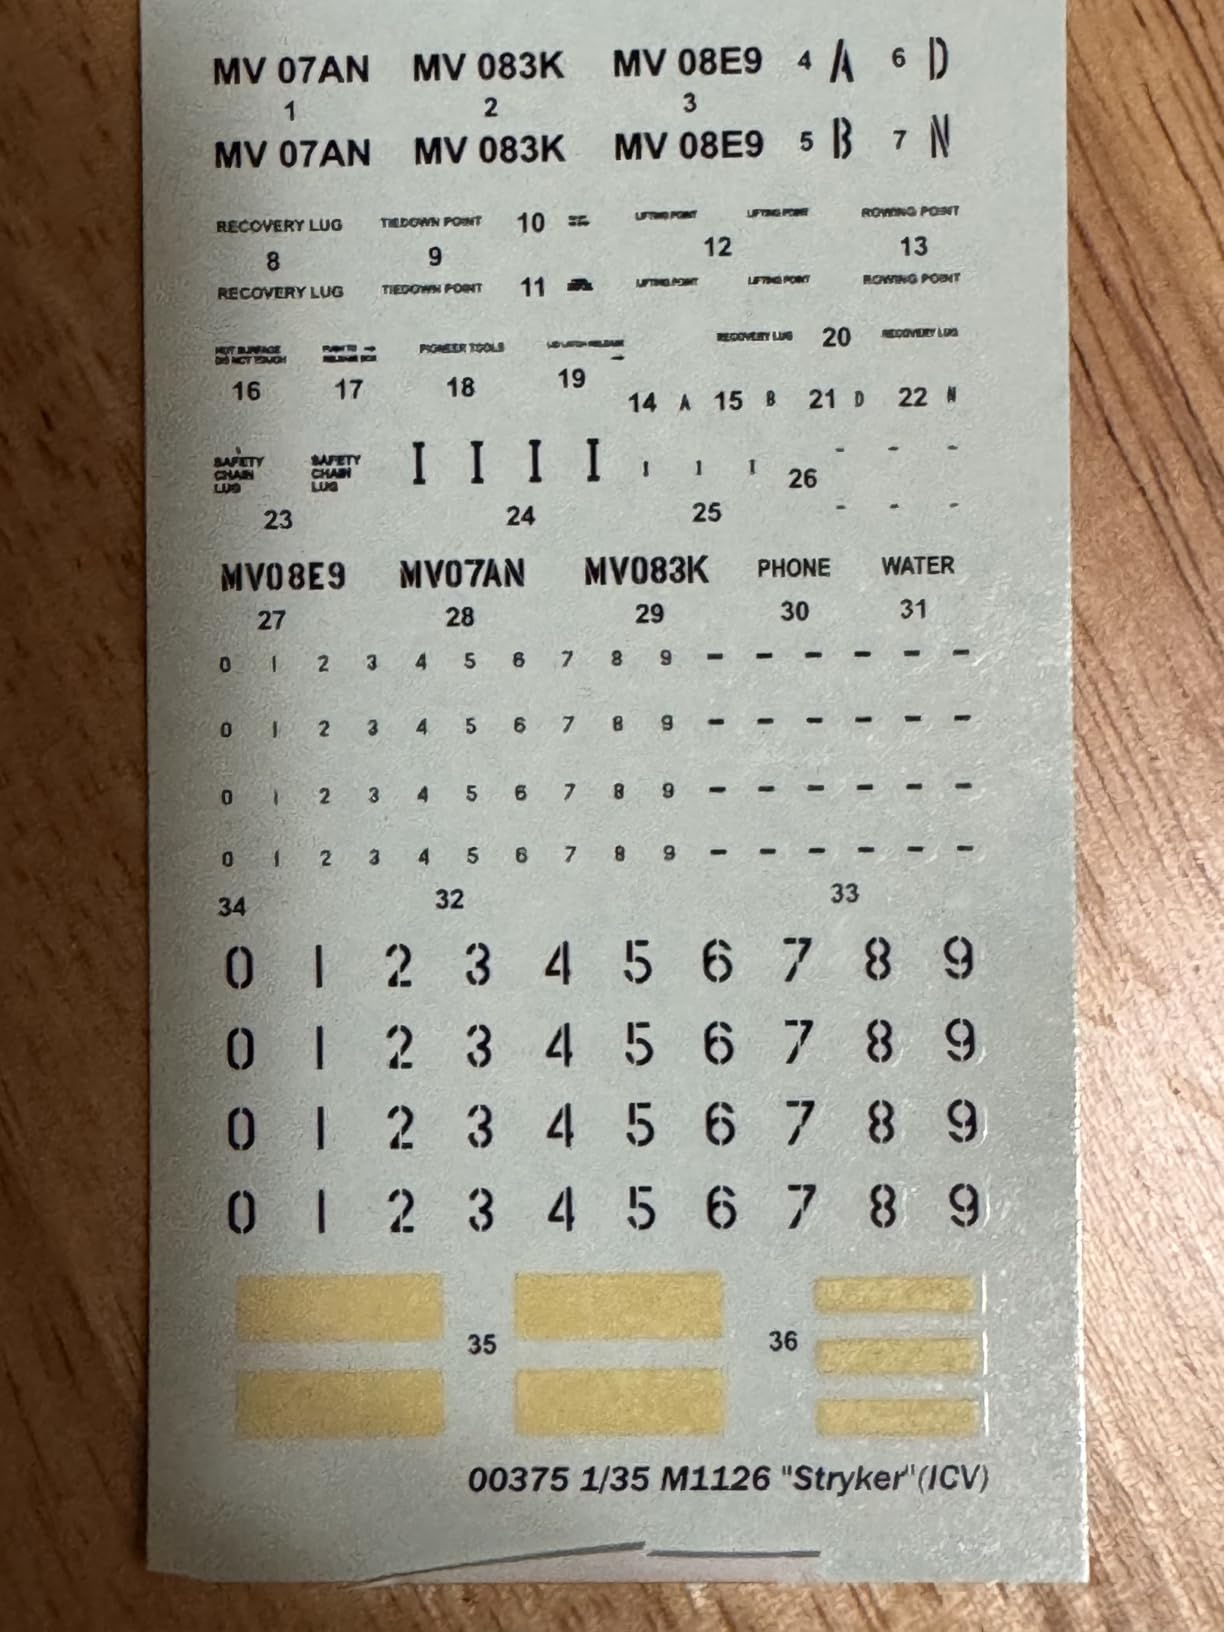 MV 07AN MV 083K MV 08E9 4 A 6 D
1 2 3
MV 07AN MV 083K MV 08E9 5 B 7 N
RECOVERY LUG TIEDOWN POINT 10 LIFTING POINT LIFTING POINT ROWING POINT
8 9 12 13
RECOVERY LUG TIEDOWN POINT 11 LIFTING POINT LIFTING POINT ROWING POINT
RECOVERY LUG 20 RECOVERY LUG
HOT SURFACE PUSH TO → PIONEER TOOLS
DO NOT TOUCH RELEASE BOX →
16 17 18 19
14 A 15 B 21 D 22 N
SAFETY SAFETY I I I I I I I 26 - - -
CHAIN CHAIN
LUG LUG - - -
23 24 25
MV08E9 MV07AN MV083K PHONE WATER
27 28 29 30 31
0 1 2 3 4 5 6 7 8 9 - - - - - -
0 1 2 3 4 5 6 7 8 9 - - - - - -
0 1 2 3 4 5 6 7 8 9 - - - - - -
0 1 2 3 4 5 6 7 8 9 - - - - - -
34 32 33
0 1 2 3 4 5 6 7 8 9
0 1 2 3 4 5 6 7 8 9
0 1 2 3 4 5 6 7 8 9
0 1 2 3 4 5 6 7 8 9
35 36
00375 1/35 M1126 "Stryker"(ICV)